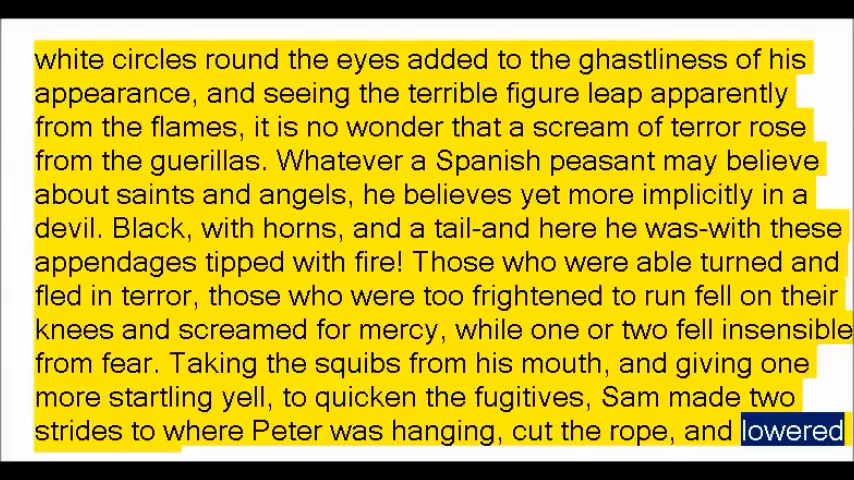 white circles round the eyes added to the ghastliness of his
appearance, and seeing the terrible figure leap apparently
from the flames, it is no wonder that a scream of terror rose
from the guerillas. Whatever a Spanish peasant may believe
about saints and angels, he believes yet more implicitly in a
devil. Black, with horns, and a tail-and here he was-with these
appendages tipped with fire! Those who were able turned and
fled in terror, those who were too frightened to run fell on their
knees and screamed for mercy, while one or two fell insensible
from fear. Taking the squibs from his mouth, and giving one
more startling yell, to quicken the fugitives, Sam made two
strides to where Peter was hanging, cut the rope, and lowered